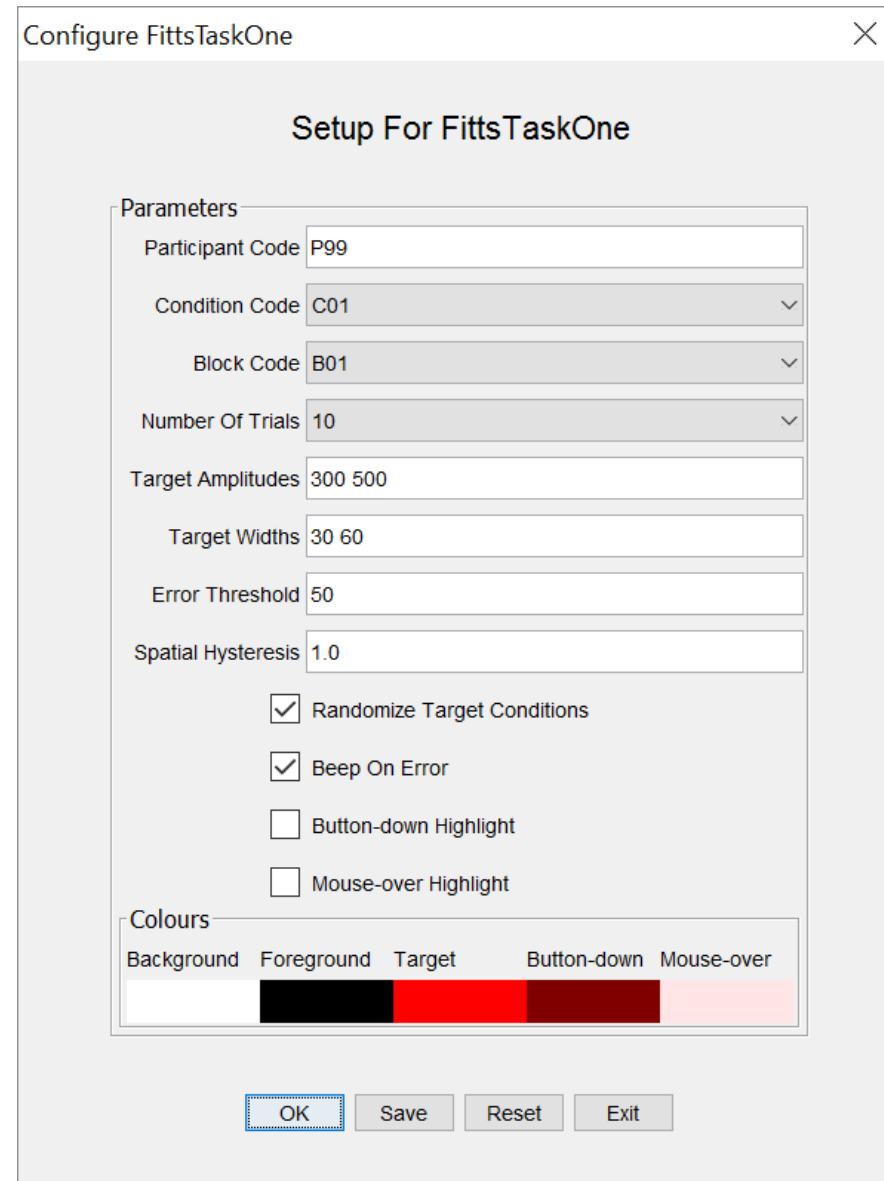 Configure FittsTaskOne
Setup For FittsTaskOne
Parameters
Participant Code P99
Condition Code C01
Block Code B01
Number Of Trials 10
Target Amplitudes 300 500
Target Widths 30 60
Error Threshold 50
Spatial Hysteresis 1.0
Randomize Target Conditions
Beep On Error
Button-down Highlight
Mouse-over Highlight
Colours
Background Foreground Target Button-down Mouse-over
OK Save Reset Exit